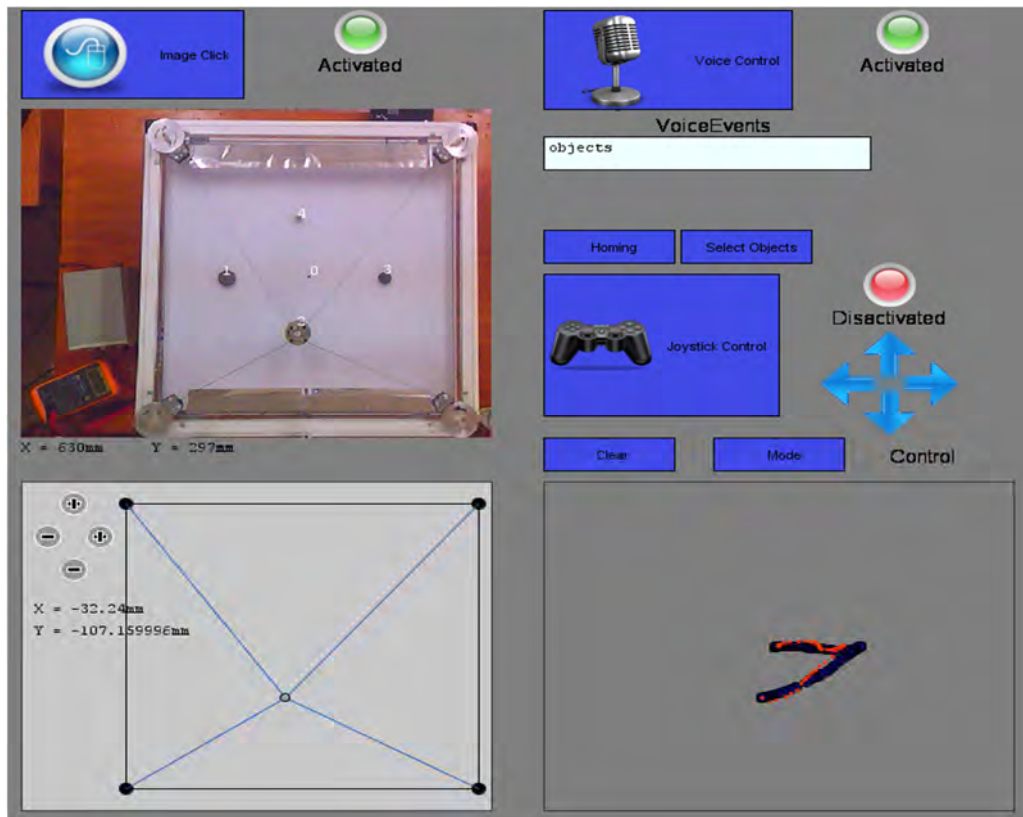 Image Click
Activated
Voice Control
Activated
VoiceEvents
objects
4
1
0
3
X = 630mm Y = 297mm
Homing
Select Objects
Joystick Control
Disactivated
Clear
Mode
Control
X = -32.24mm
Y = -107.159996mm